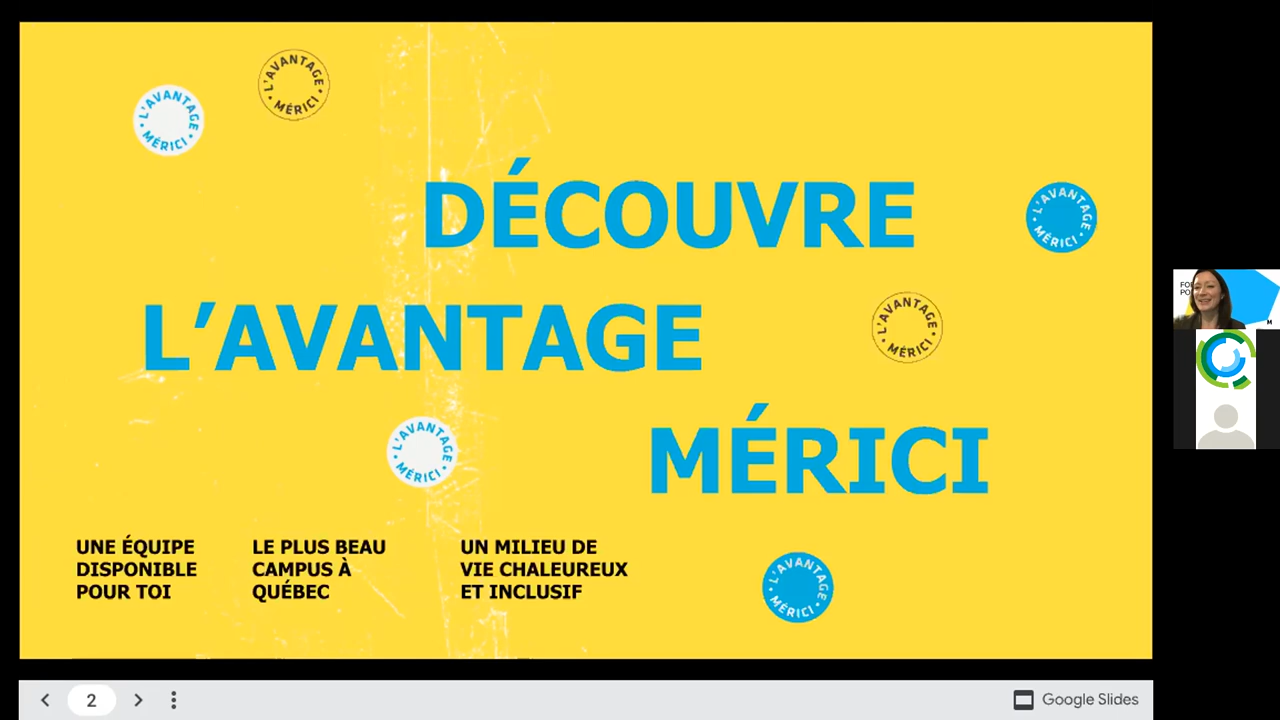 L'AVANTAGE
MÉRICI
L'AVANTAGE
MÉRICI
DÉCOUVRE
L'AVANTAGE
MÉRICI
L’AVANTAGE
L'AVANTAGE
MÉRICI
MÉRICI
L'AVANTAGE
MÉRICI
UNE ÉQUIPE
DISPONIBLE
POUR TOI
LE PLUS BEAU
CAMPUS À
QUÉBEC
UN MILIEU DE
VIE CHALEUREUX
ET INCLUSIF
L'AVANTAGE
MÉRICI
2
Google Slides